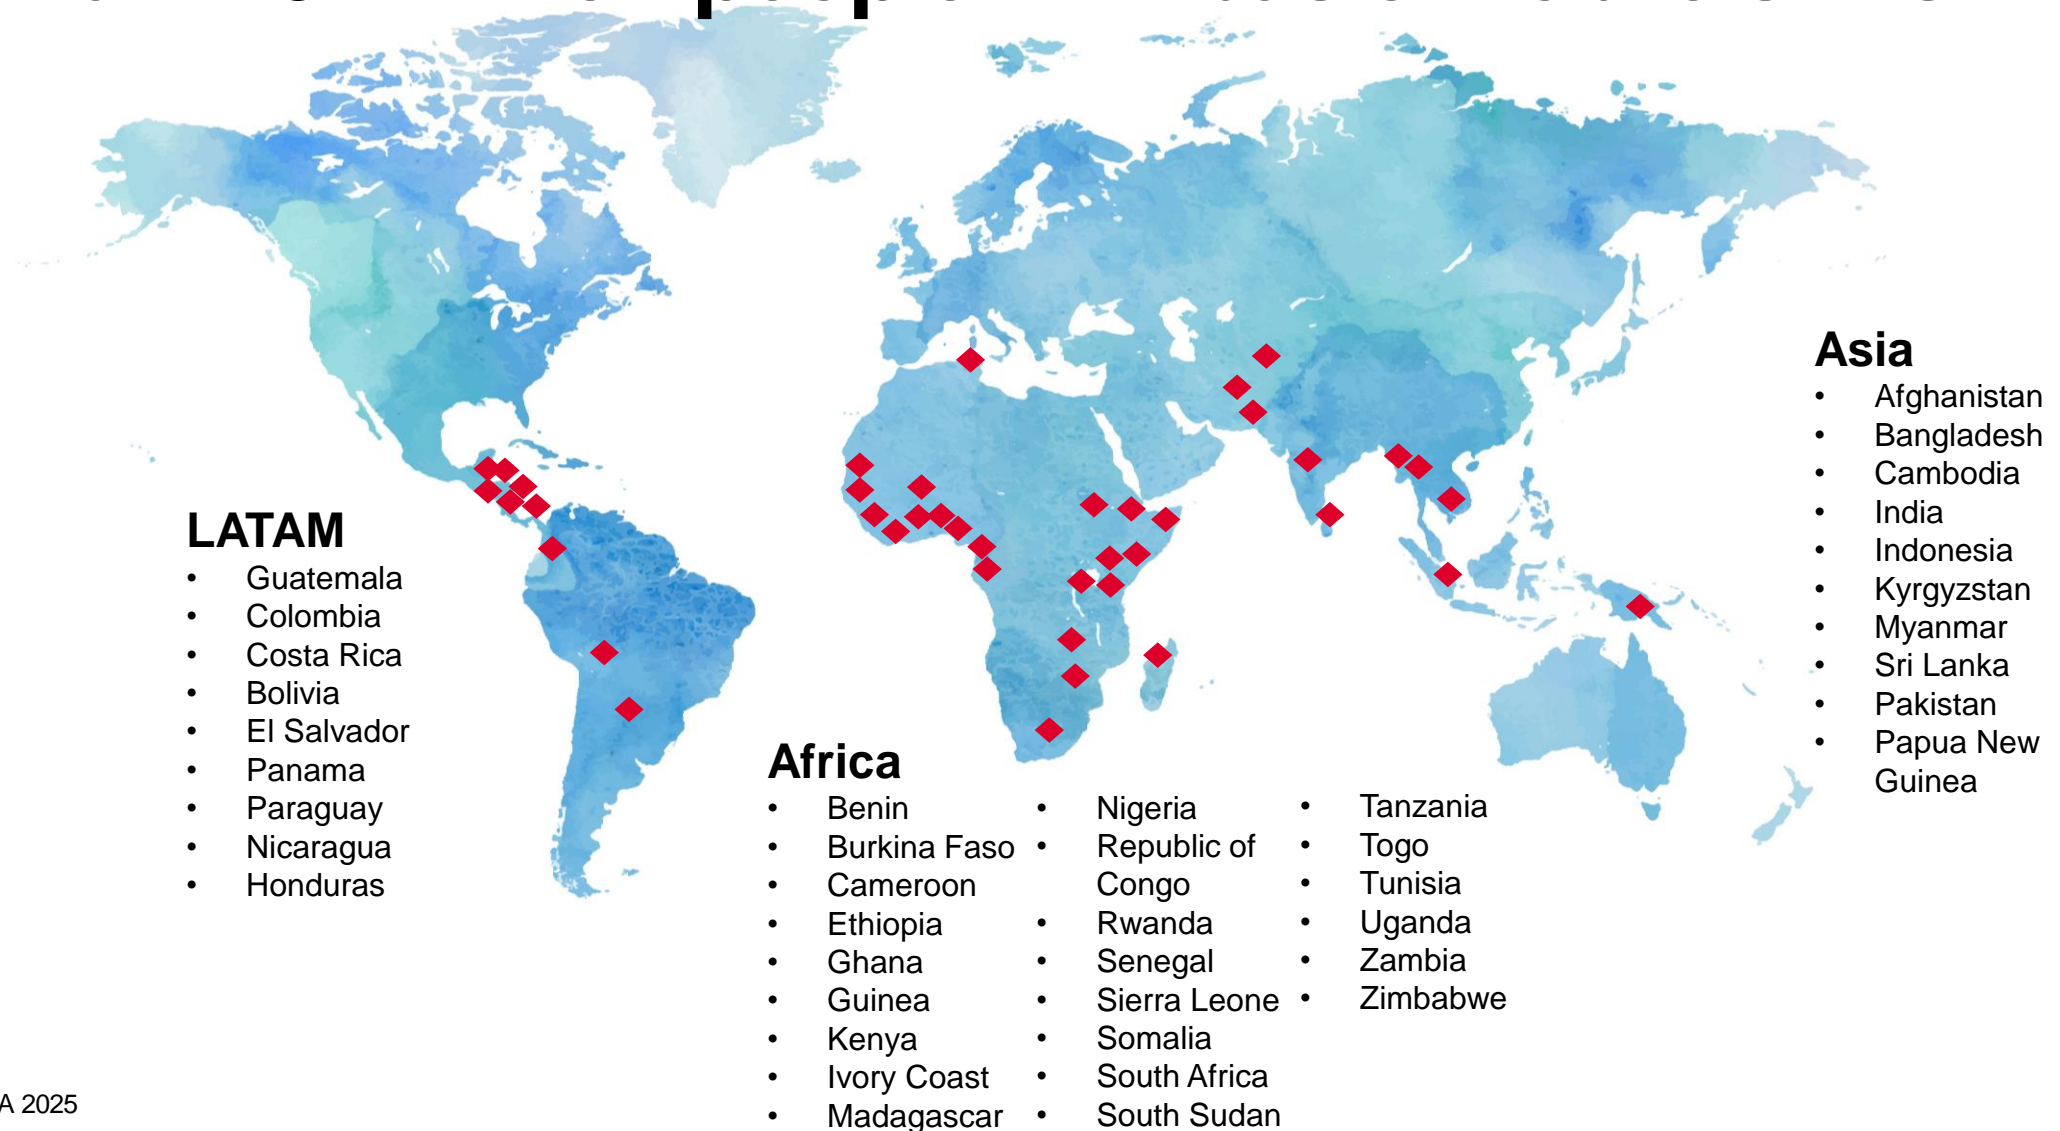 LATAM
• Guatemala
• Colombia
• Costa Rica
• Bolivia
• El Salvador
• Panama
• Paraguay
• Nicaragua
• Honduras
Africa
• Benin
• Burkina Faso
• Cameroon
• Ethiopia
• Ghana
• Guinea
• Kenya
• Ivory Coast
• Madagascar
• Nigeria
• Republic of
Congo
• Rwanda
• Senegal
• Sierra Leone
• Somalia
• South Africa
• South Sudan
• Tanzania
• Togo
• Tunisia
• Uganda
• Zambia
• Zimbabwe
Asia
• Afghanistan
• Bangladesh
• Cambodia
• India
• Indonesia
• Kyrgyzstan
• Myanmar
• Sri Lanka
• Pakistan
• Papua New
Guinea
A 2025